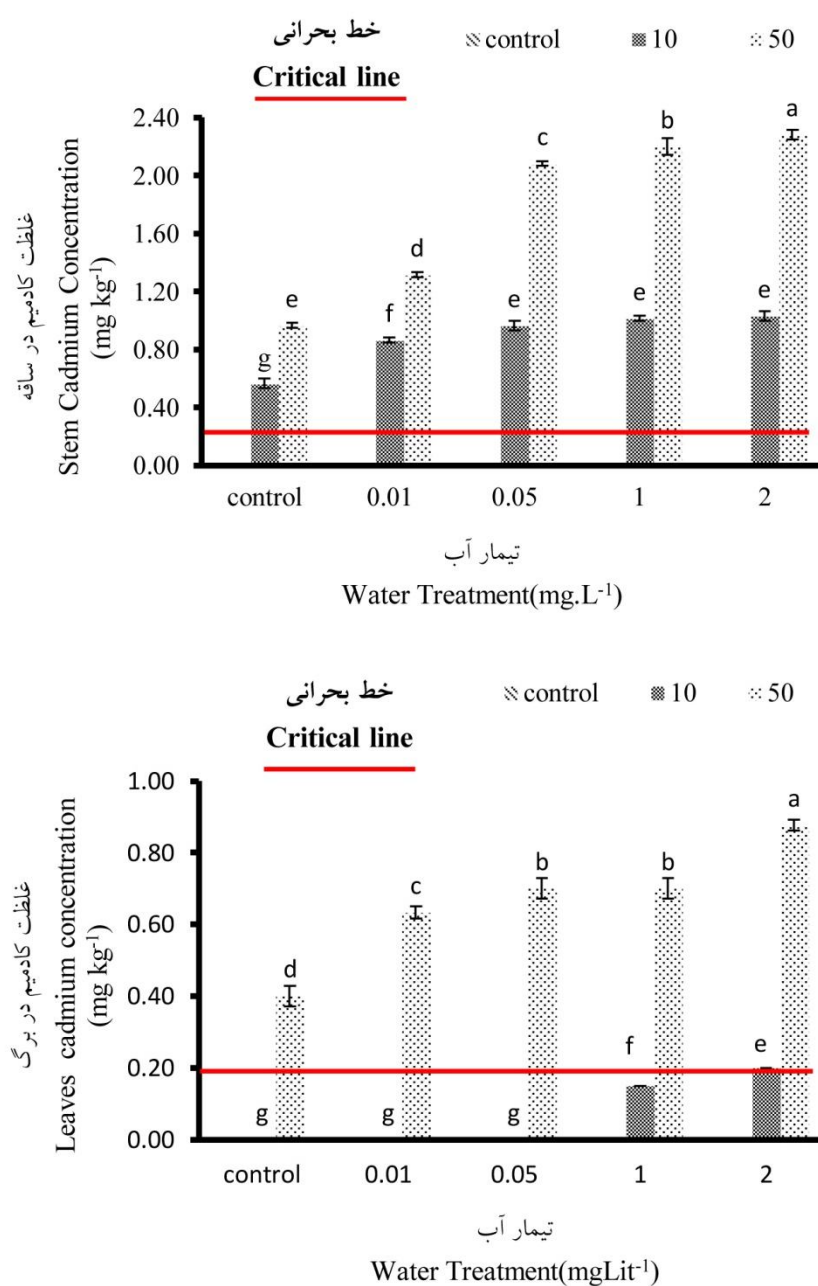 خط بحرانی
Critical line
control 10 50
غلظت کادمیم در ساقه
Stem Cadmium Concentration
(mg kg-1)
2.40
2.00
1.60
1.20
0.80
0.40
0.00
g e f d e c e b e a
control 0.01 0.05 1 2
تیمار آب
Water Treatment(mg.L-1)
خط بحرانی
Critical line
control 10 50
غلظت کادمیم در برگ
Leaves cadmium concentration
(mg kg-1)
1.00
0.80
0.60
0.40
0.20
0.00
g d g c g b f b e a
control 0.01 0.05 1 2
تیمار آب
Water Treatment(mgLit-1)